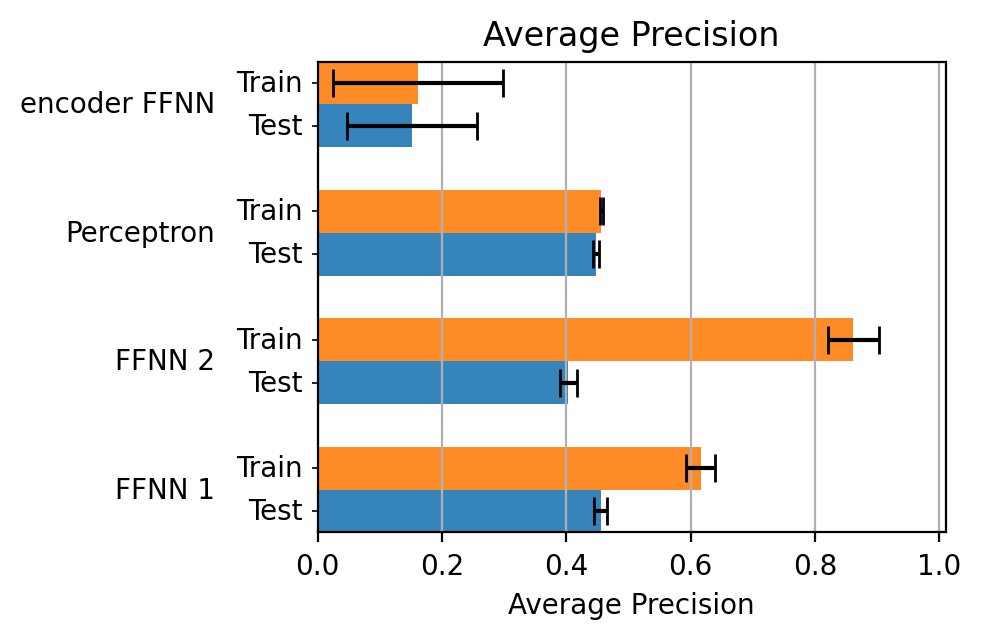 Average Precision
encoder FFNN
Train
Test
Perceptron
Train
Test
FFNN 2
Train
Test
FFNN 1
Train
Test
0.0 0.2 0.4 0.6 0.8 1.0
Average Precision